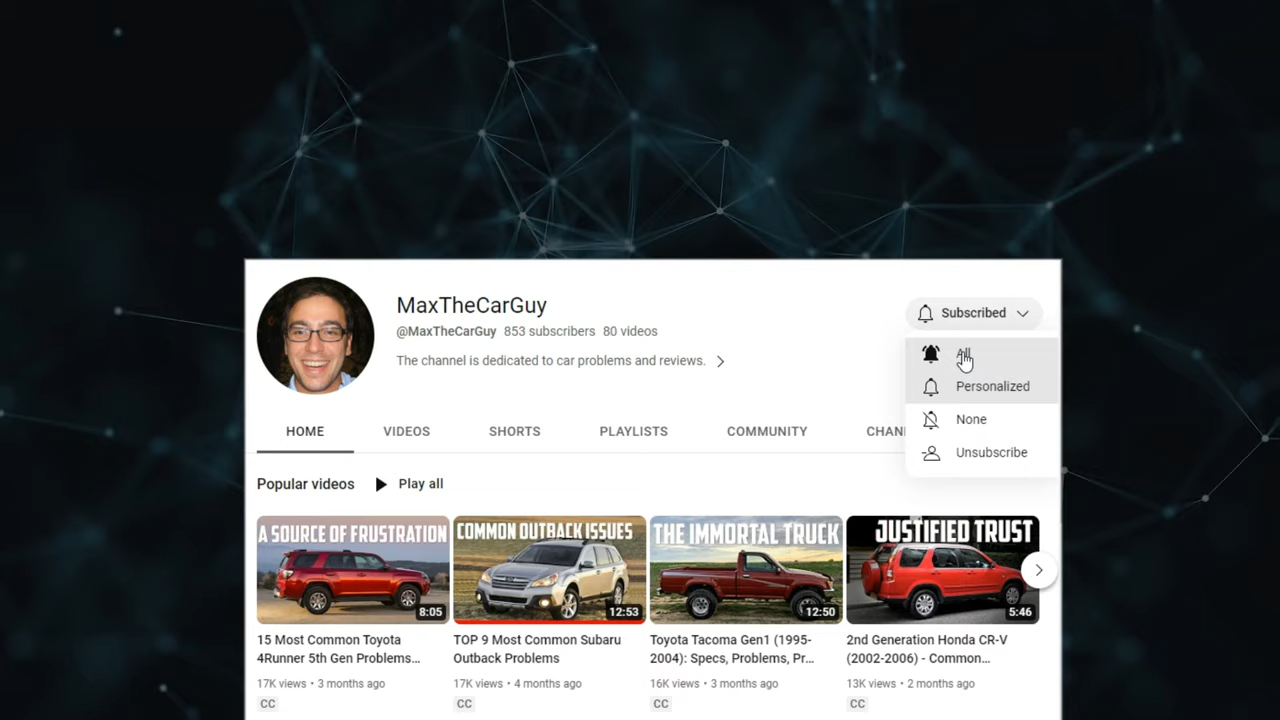 MaxTheCarGuy
@MaxTheCarGuy 853 subscribers 80 videos
The channel is dedicated to car problems and reviews.
Subscribed
All
Personalized
None
Unsubscribe
HOME VIDEOS SHORTS PLAYLISTS COMMUNITY CHAN
Popular videos Play all
A SOURCE OF FRUSTRATION
8:05
COMMON OUTBACK ISSUES
12:53
THE IMMORTAL TRUCK
12:50
JUSTIFIED TRUST
5:46
15 Most Common Toyota
4Runner 5th Gen Problems...
17K views • 3 months ago
CC
TOP 9 Most Common Subaru
Outback Problems
17K views • 4 months ago
CC
Toyota Tacoma Gen1 (1995-
2004): Specs, Problems, Pr...
16K views • 3 months ago
CC
2nd Generation Honda CR-V
(2002-2006) - Common...
13K views • 2 months ago
CC